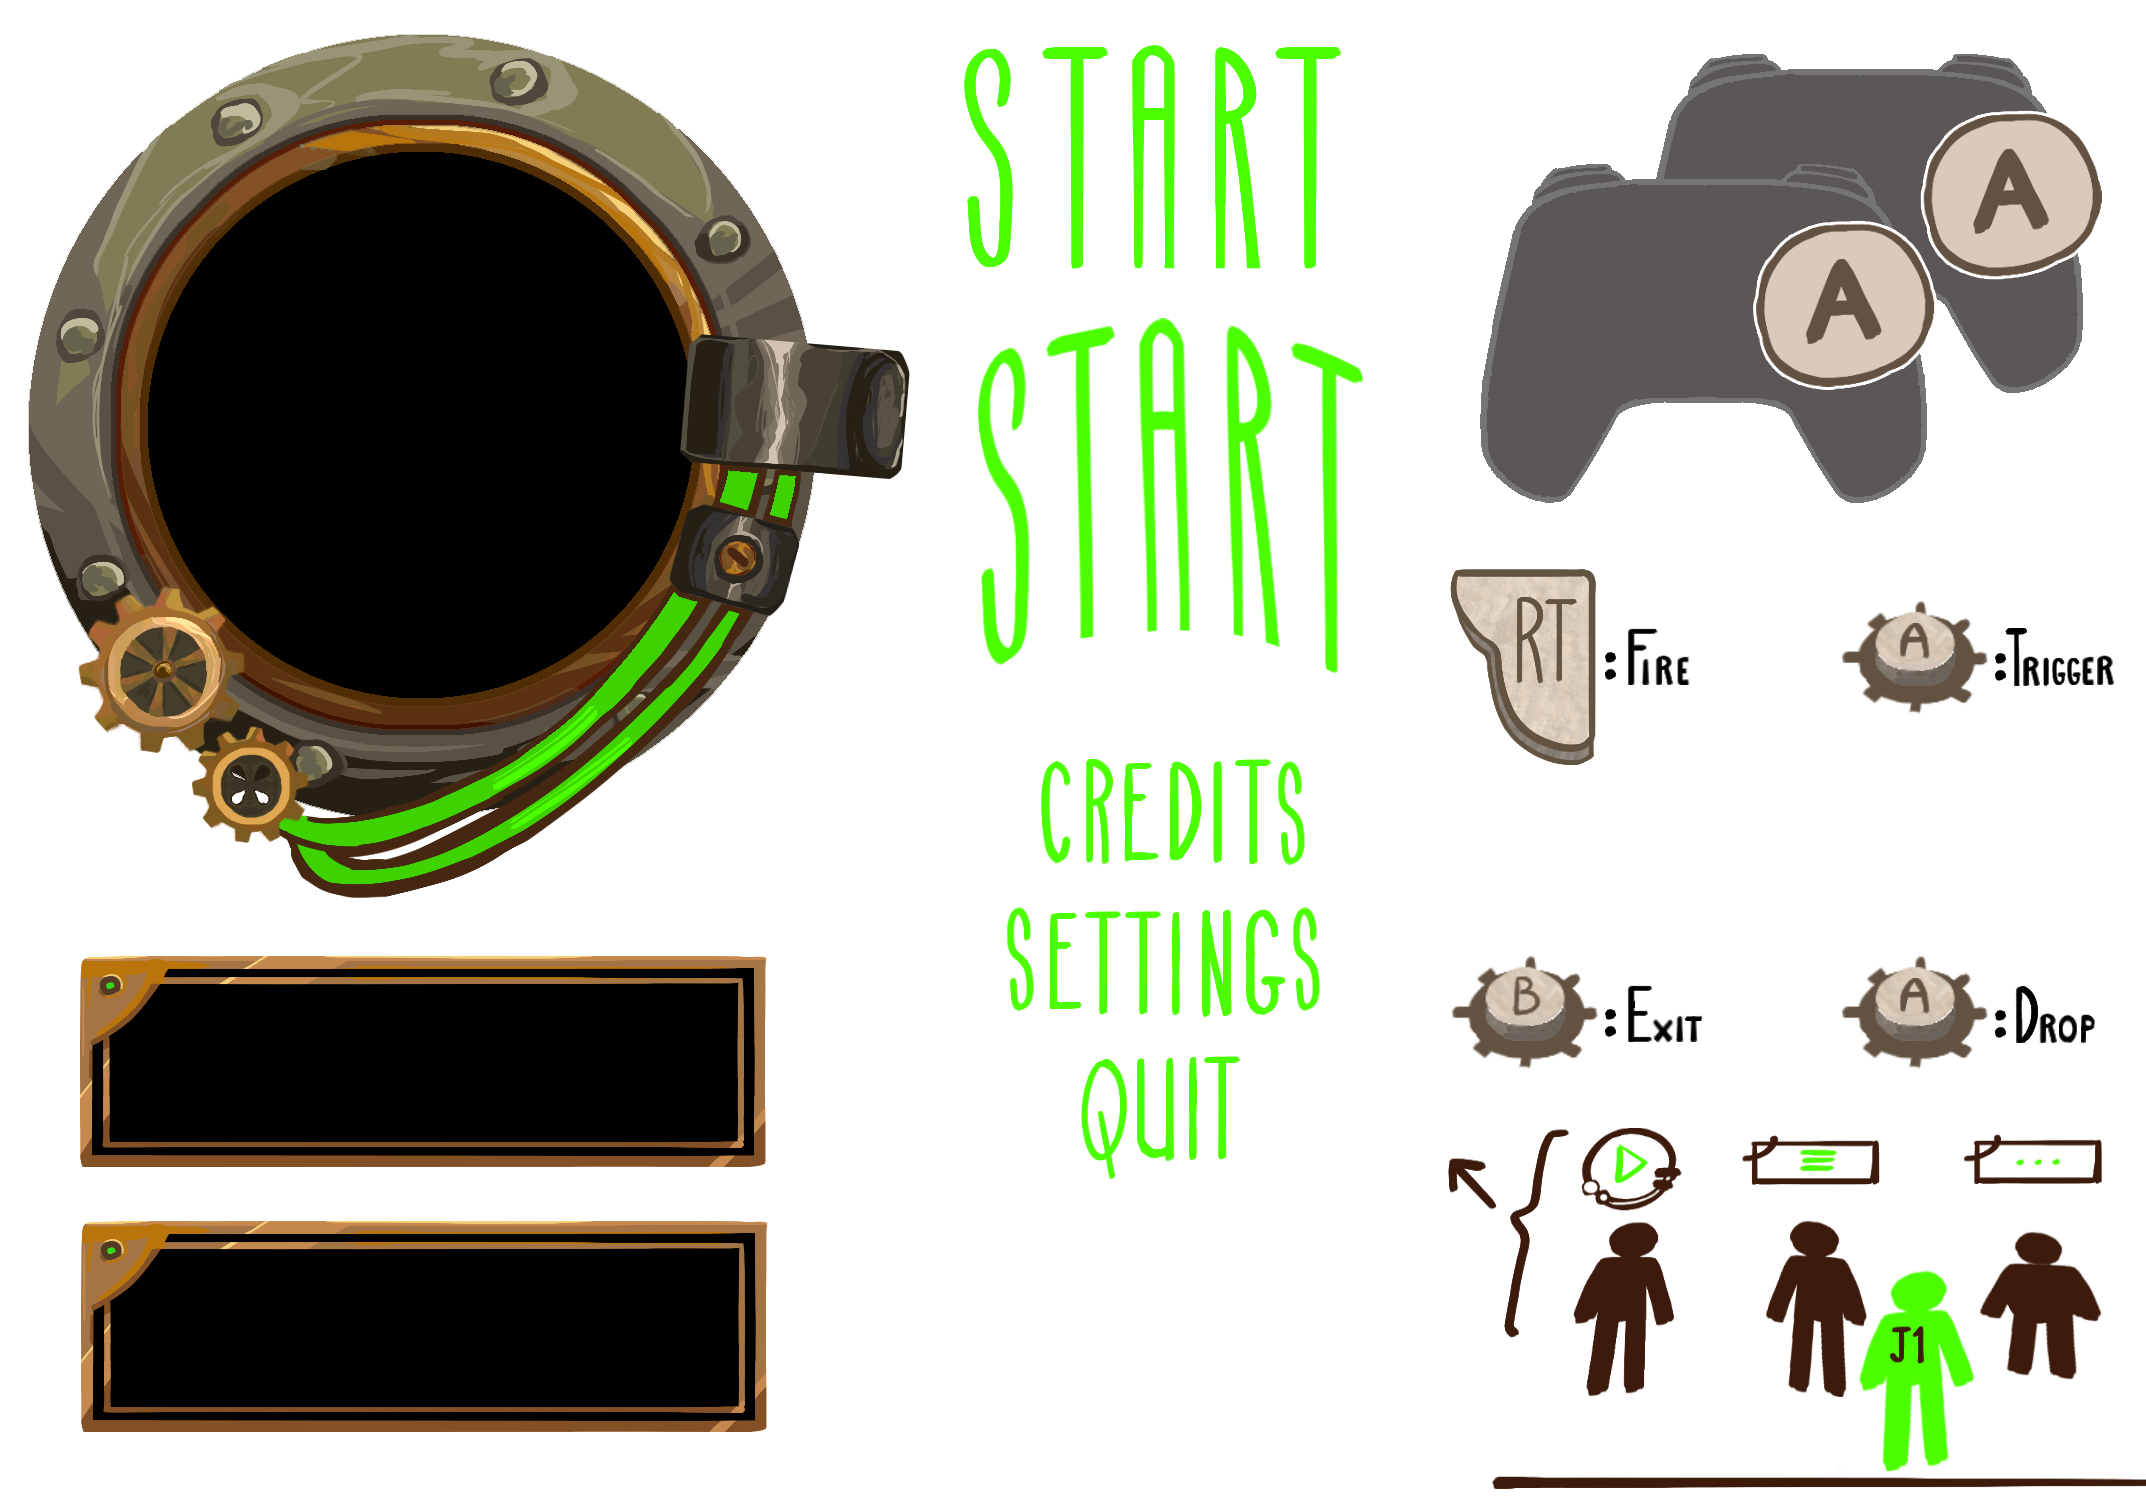 START
START
CREDITS
SETTINGS
QUIT
A
A
RT :FIRE
A :TRIGGER
B :EXIT
A :DROP
J1